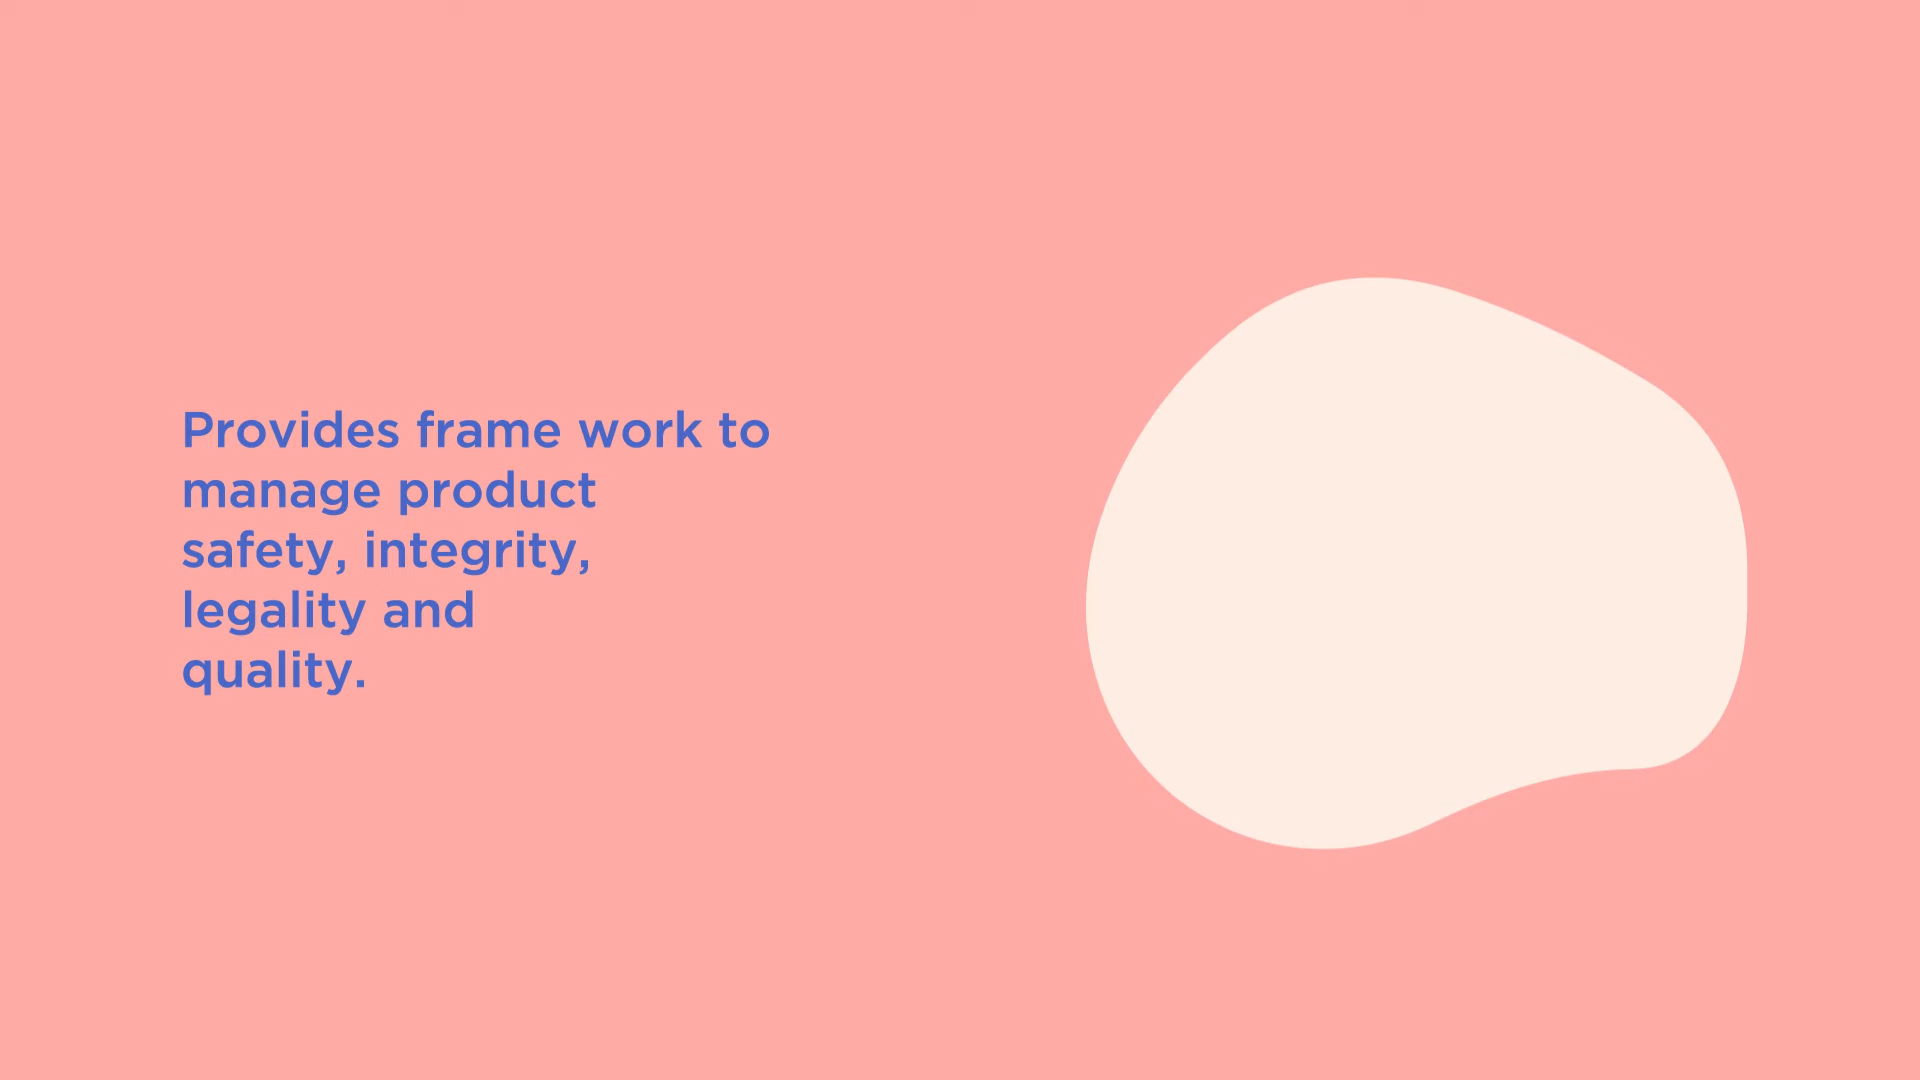 Provides frame work to
manage product
safety, integrity,
legality and
quality.